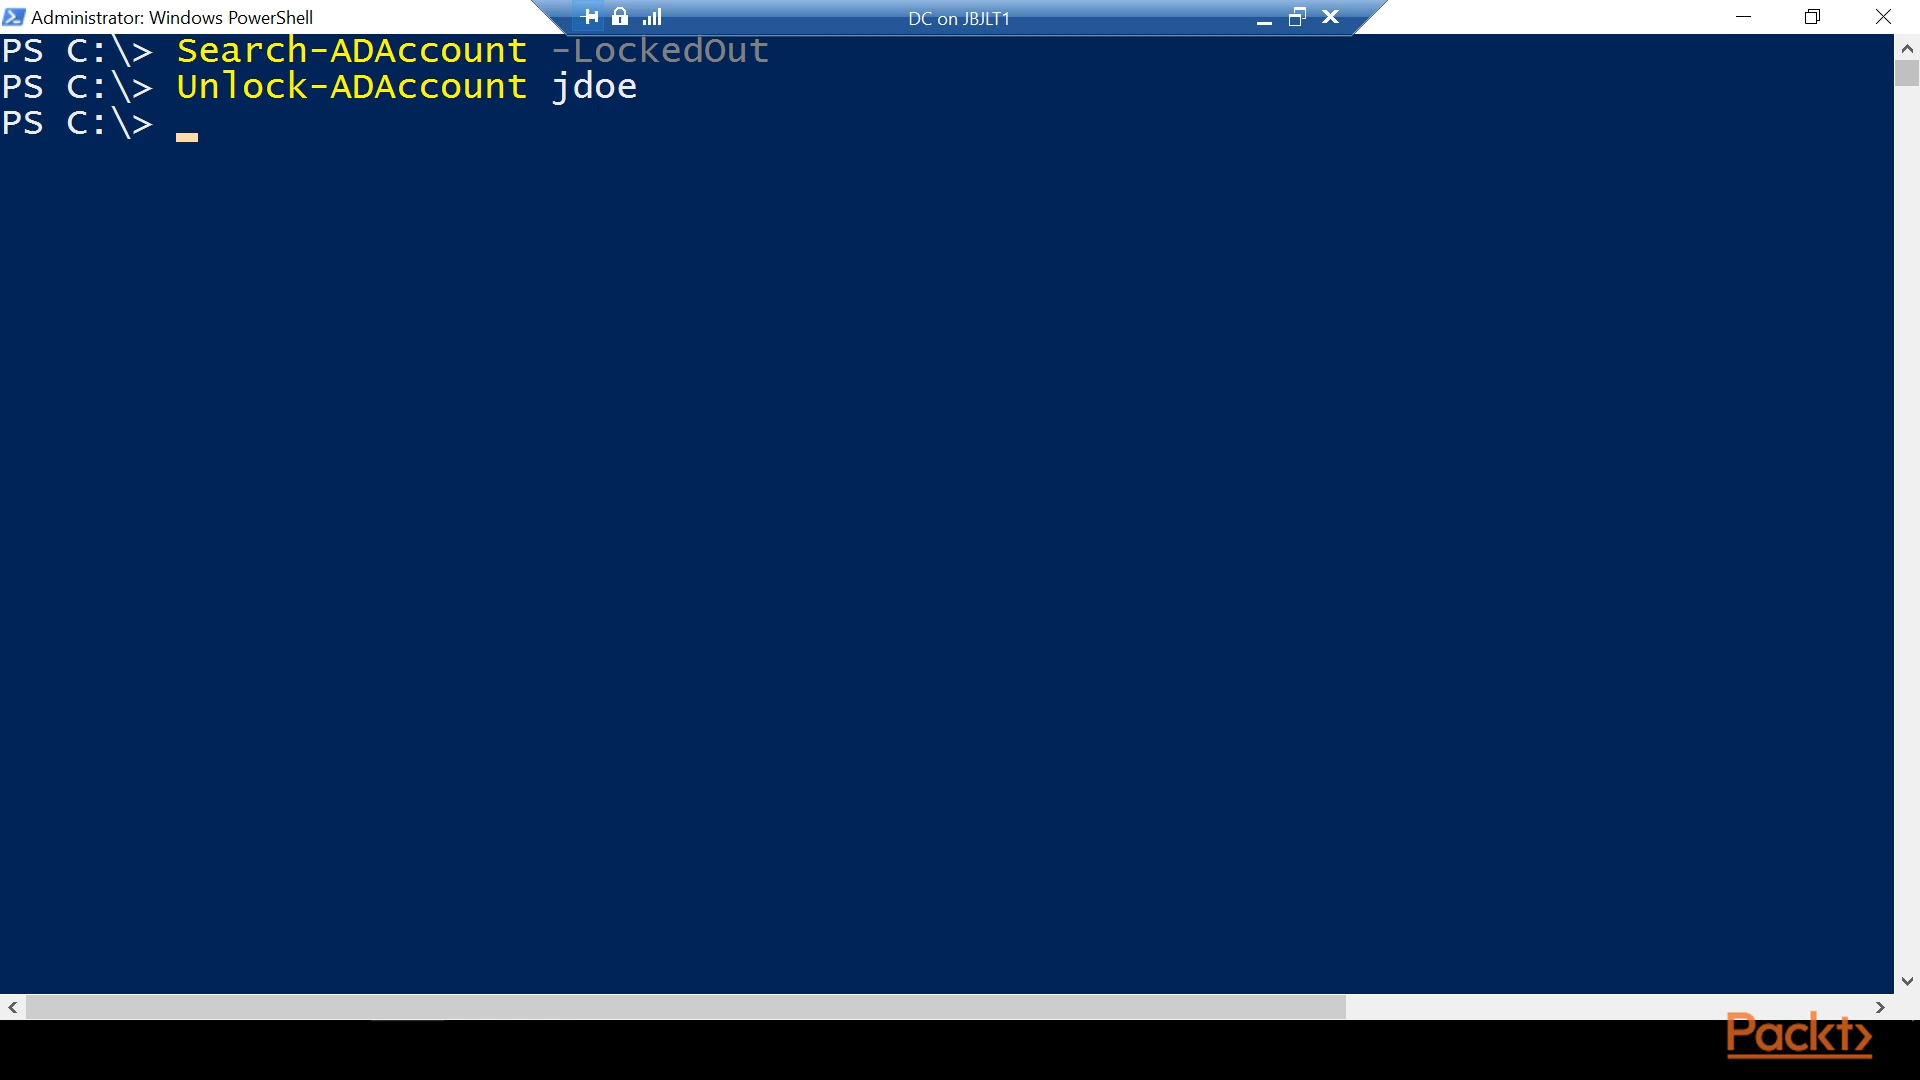 Administrator: Windows PowerShell
DC on JBJLT1
PS C:\> Search-ADAccount -LockedOut
PS C:\> Unlock-ADAccount jdoe
PS C:\>
Packt>